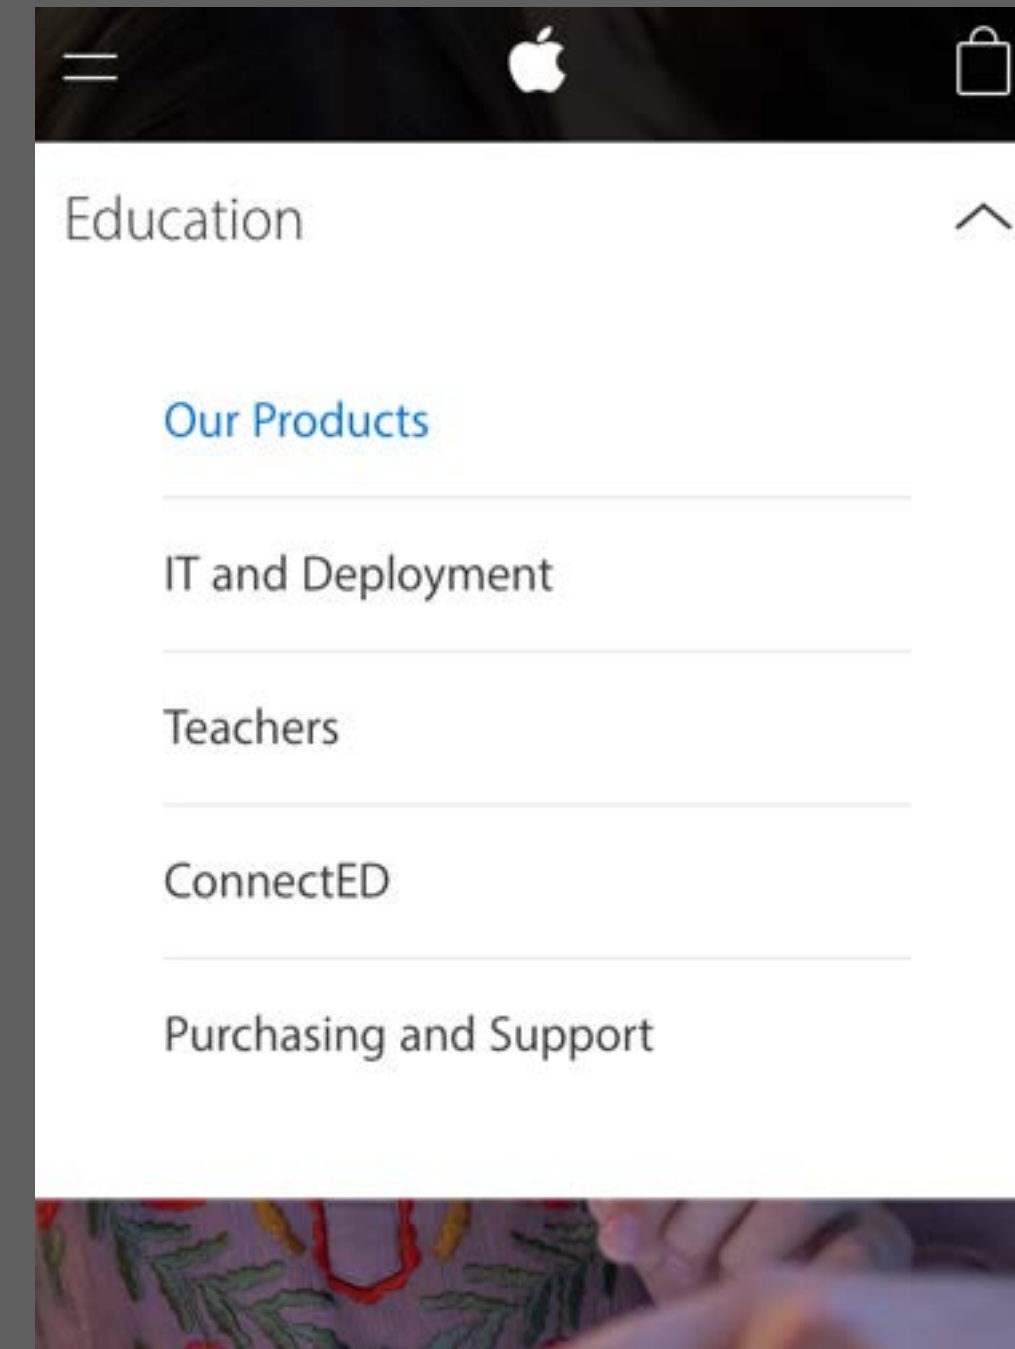 Education
Our Products
IT and Deployment
Teachers
ConnectED
Purchasing and Support